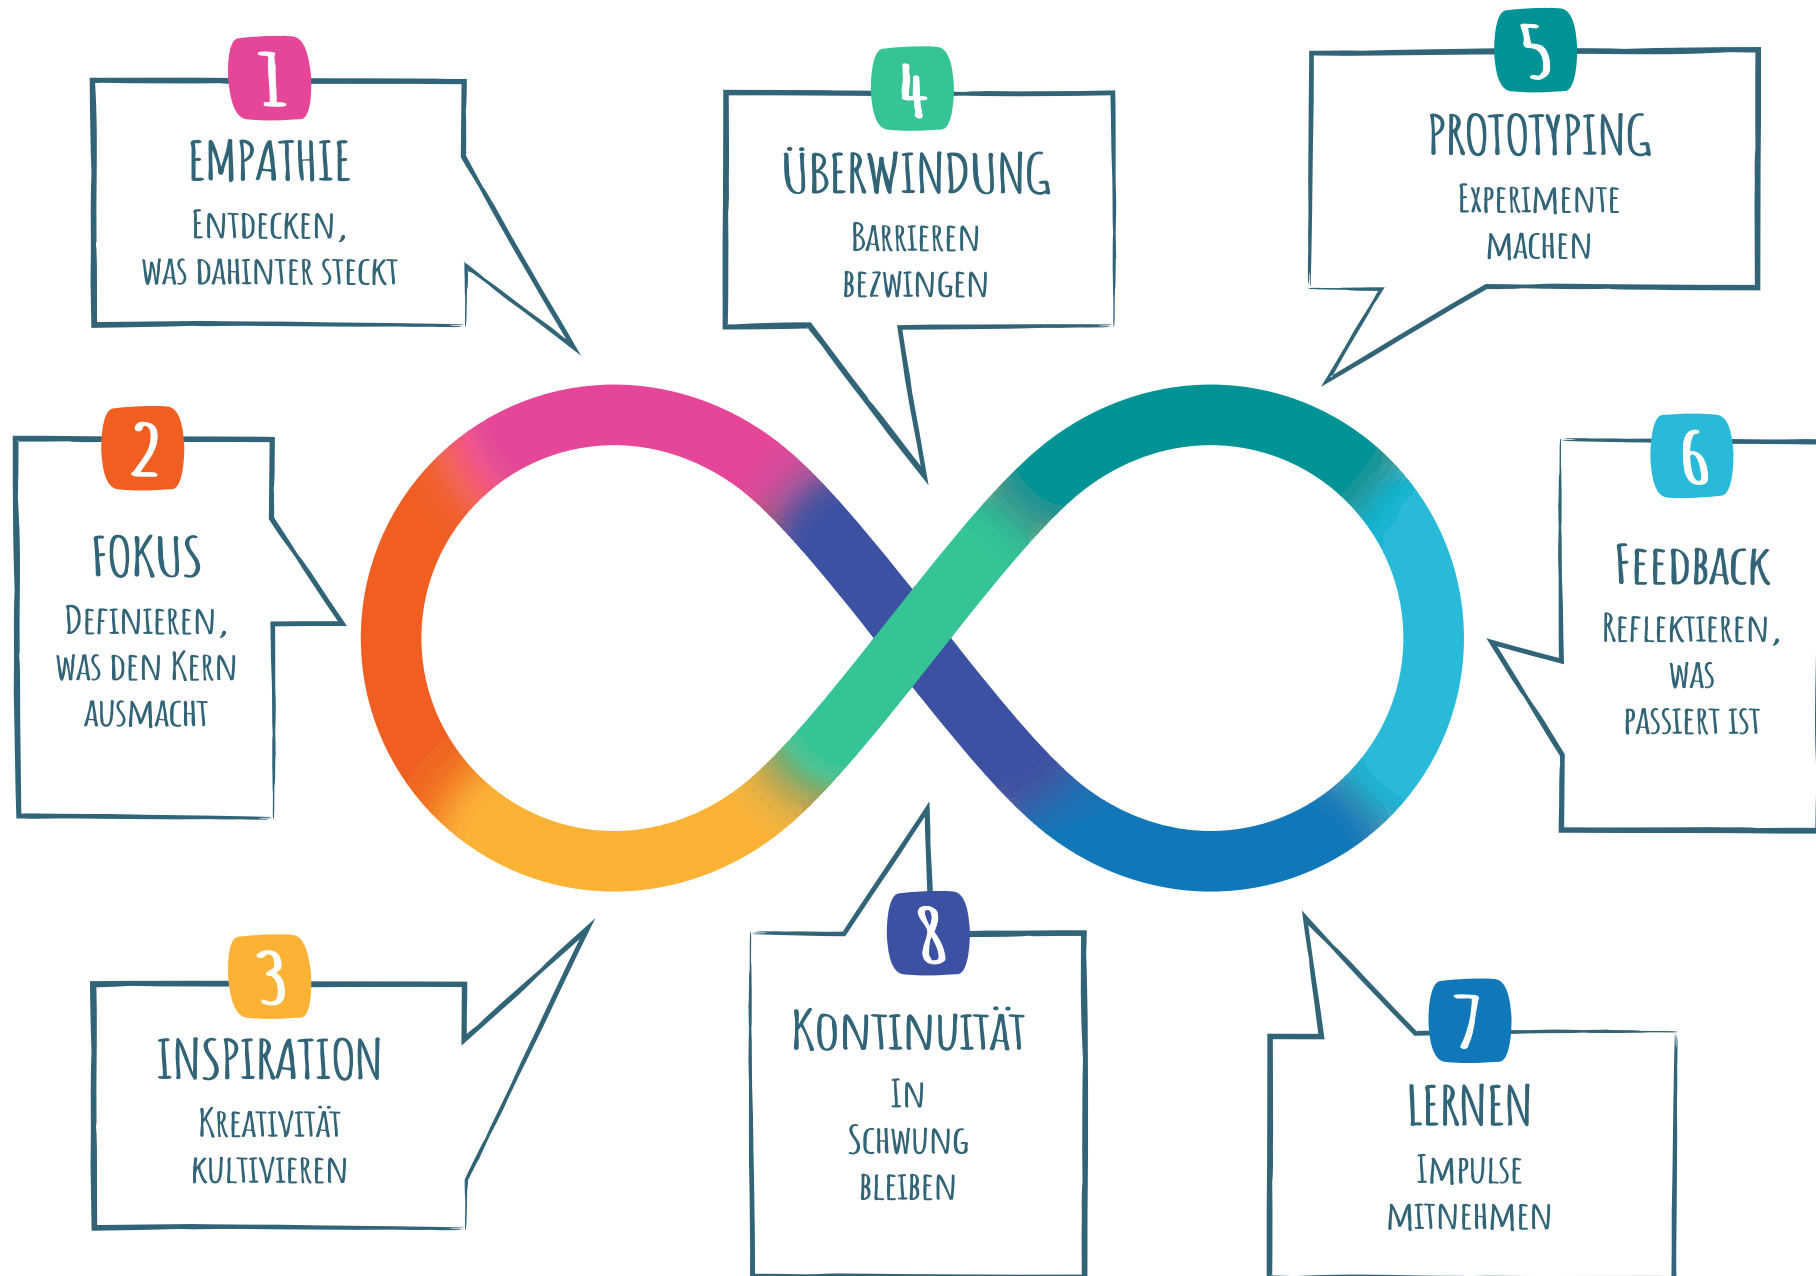 1
EMPATHIE
Entdecken,
was dahinter steckt
2
FOKUS
Definieren,
was den Kern
ausmacht
3
INSPIRATION
Kreativität
kultivieren
4
ÜBERWINDUNG
Barrieren
bezwingen
5
PROTOTYPING
Experimente
machen
6
Feedback
Reflektieren,
was
passiert ist
7
LERNEN
Impulse
mitnehmen
8
Kontinuität
In
Schwung
bleiben